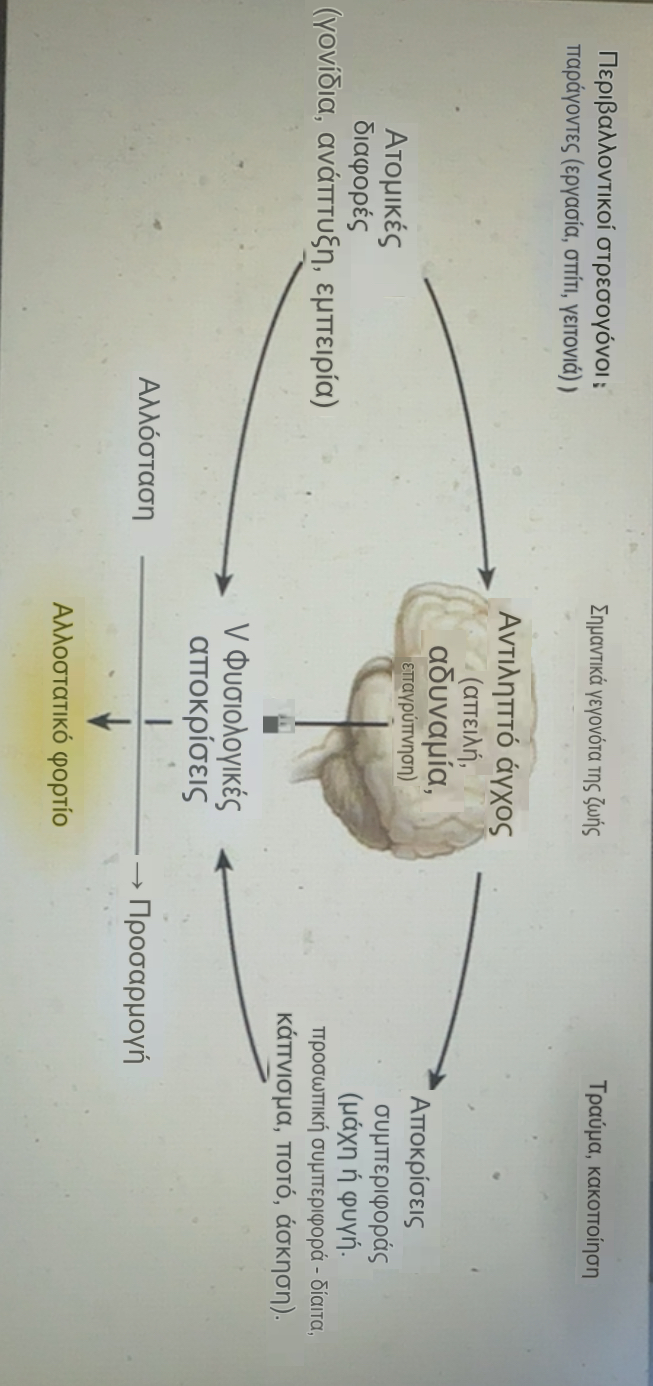 Περιβαλλοντικοί στρεσογόνοι ;
παράγοντες (εργασία, σπίτι, γειτονιά) )
Σημαντικά γεγονότα της ζωής
Τραύμα, κακοποίηση
Ατομικές
διαφορές
(γονίδια, ανάπτυξη, εμπειρία)
Αντιληπτό άγχος
(απειλή,
αδυναμία,
επαγρύπνηση)
Αποκρίσεις
συμπεριφοράς
(μάχη ή φυγή.
προσωπική συμπεριφορά - δίαιτα,
κάπνισμα, ποτό, άσκηση).
V Φυσιολογικές
αποκρίσεις
Αλλόσταση
→ Προσαρμογή
Αλλοστατικό φορτίο